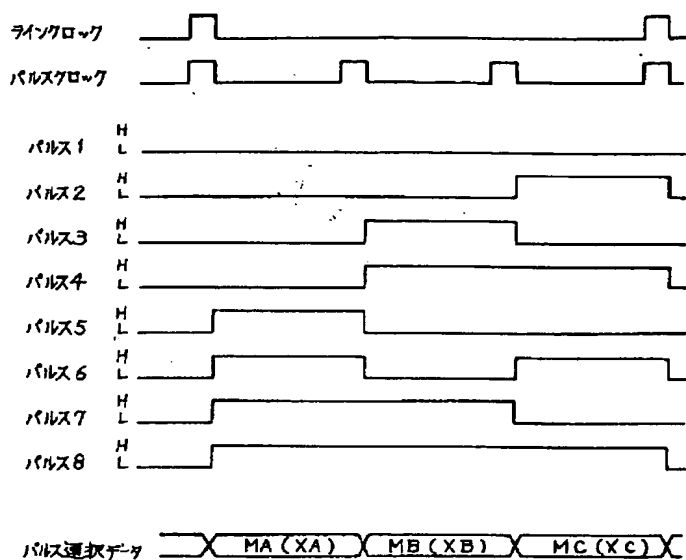 ラインクロック
パルスクロック
パルス1 H L
パルス2 H L
パルス3 H L
パルス4 H L
パルス5 H L
パルス6 H L
パルス7 H L
パルス8 H L
パルス選択データ MA(XA) MB(XB) MC(XC)